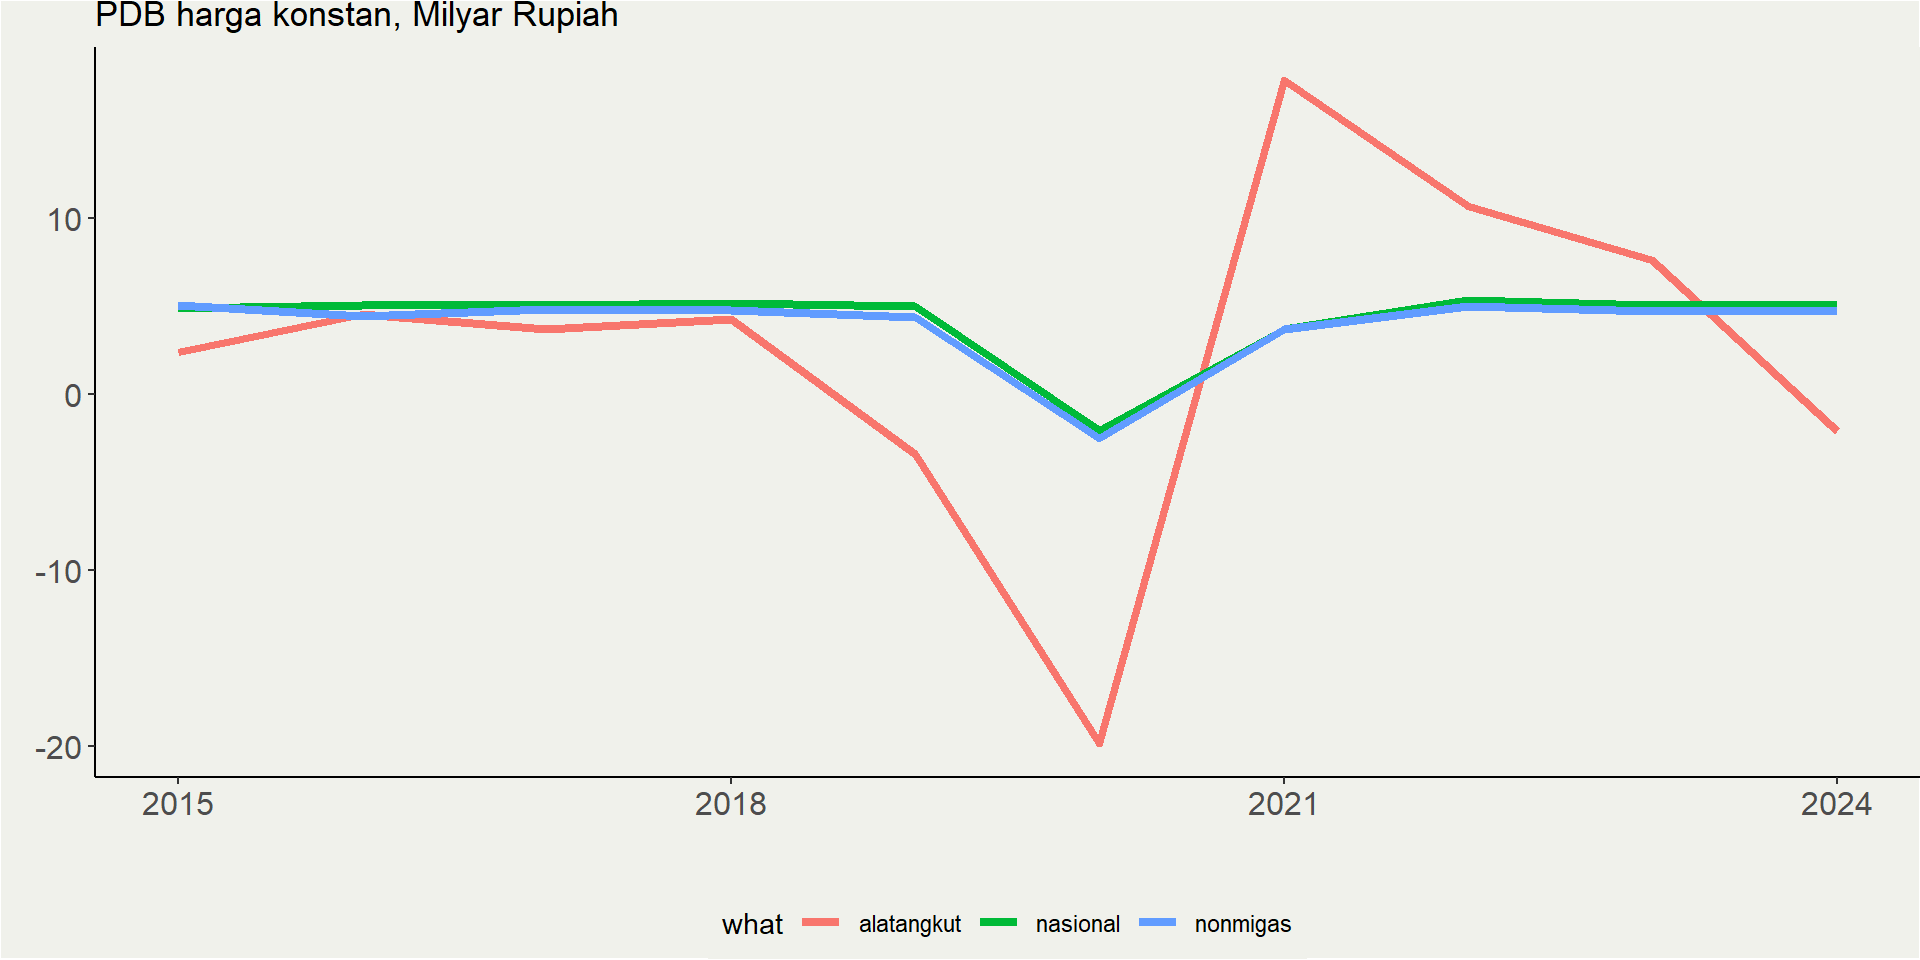 PDB harga konstan, Milyar Rupiah
10
0
-10
-20
2015 2018 2021 2024
what alatangkut nasional nonmigas